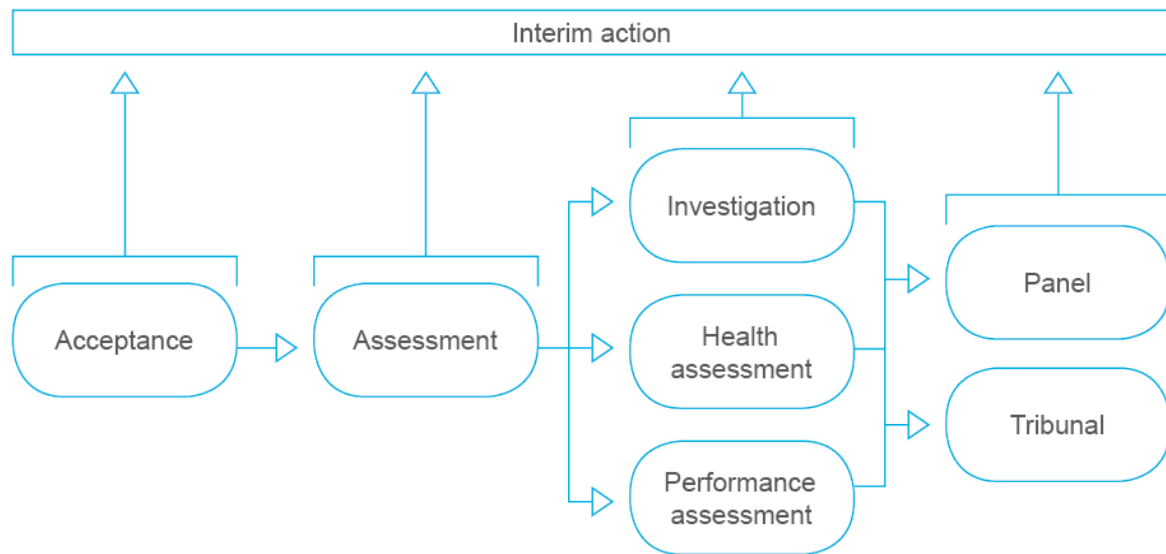 Interim action
Acceptance
Assessment
Investigation
Health
assessment
Performance
assessment
Panel
Tribunal